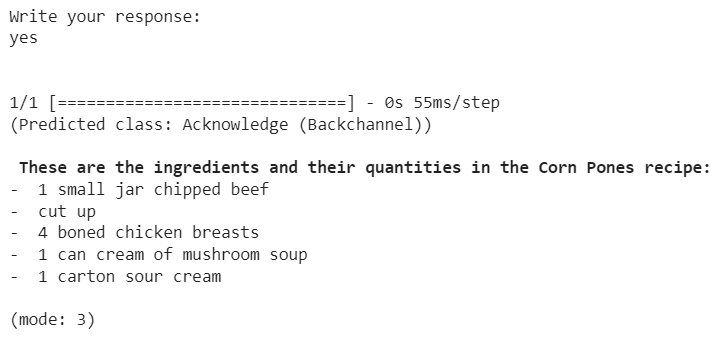 Write your response:
yes
1/1 [==============================] - 0s 55ms/step
(Predicted class: Acknowledge (Backchannel))
These are the ingredients and their quantities in the Corn Pones recipe:
- 1 small jar chipped beef
- cut up
- 4 boned chicken breasts
- 1 can cream of mushroom soup
- 1 carton sour cream
(mode: 3)